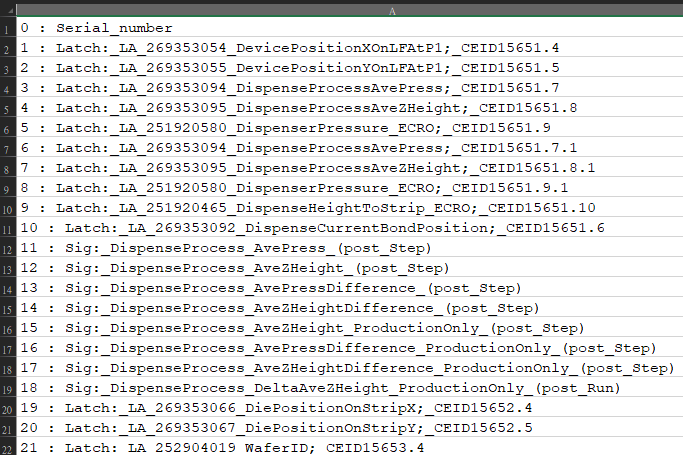 A
1 0 : Serial_number
2 1 : Latch:_LA_269353054_DevicePositionXOnLFAtP1;_CEID15651.4
3 2 : Latch:_LA_269353055_DevicePositionYOnLFAtP1;_CEID15651.5
4 3 : Latch:_LA_269353094_DispenseProcessAvePress;_CEID15651.7
5 4 : Latch:_LA_269353095_DispenseProcessAveZHeight;_CEID15651.8
6 5 : Latch:_LA_251920580_DispenserPressure_ECRO;_CEID15651.9
7 6 : Latch:_LA_269353094_DispenseProcessAvePress;_CEID15651.7.1
8 7 : Latch:_LA_269353095_DispenseProcessAveZHeight;_CEID15651.8.1
9 8 : Latch:_LA_251920580_DispenserPressure_ECRO;_CEID15651.9.1
10 9 : Latch:_LA_251920465_DispenseHeightToStrip_ECRO;_CEID15651.10
11 10 : Latch:_LA_269353092_DispenseCurrentBondPosition;_CEID15651.6
12 11 : Sig:_DispenseProcess_AvePress_(post_Step)
13 12 : Sig:_DispenseProcess_AveZHeight_(post_Step)
14 13 : Sig:_DispenseProcess_AvePressDifference_(post_Step)
15 14 : Sig:_DispenseProcess_AveZHeightDifference_(post_Step)
16 15 : Sig:_DispenseProcess_AveZHeight_ProductionOnly_(post_Step)
17 16 : Sig:_DispenseProcess_AvePressDifference_ProductionOnly_(post_Step)
18 17 : Sig:_DispenseProcess_AveZHeightDifference_ProductionOnly_(post_Step)
19 18 : Sig:_DispenseProcess_DeltaAveZHeight_ProductionOnly_(post_Run)
20 19 : Latch:_LA_269353066_DiePositionOnStripX;_CEID15652.4
21 20 : Latch:_LA_269353067_DiePositionOnStripY;_CEID15652.5
22 21 : Latch:_LA_252904019_WaferID;_CEID15653.4